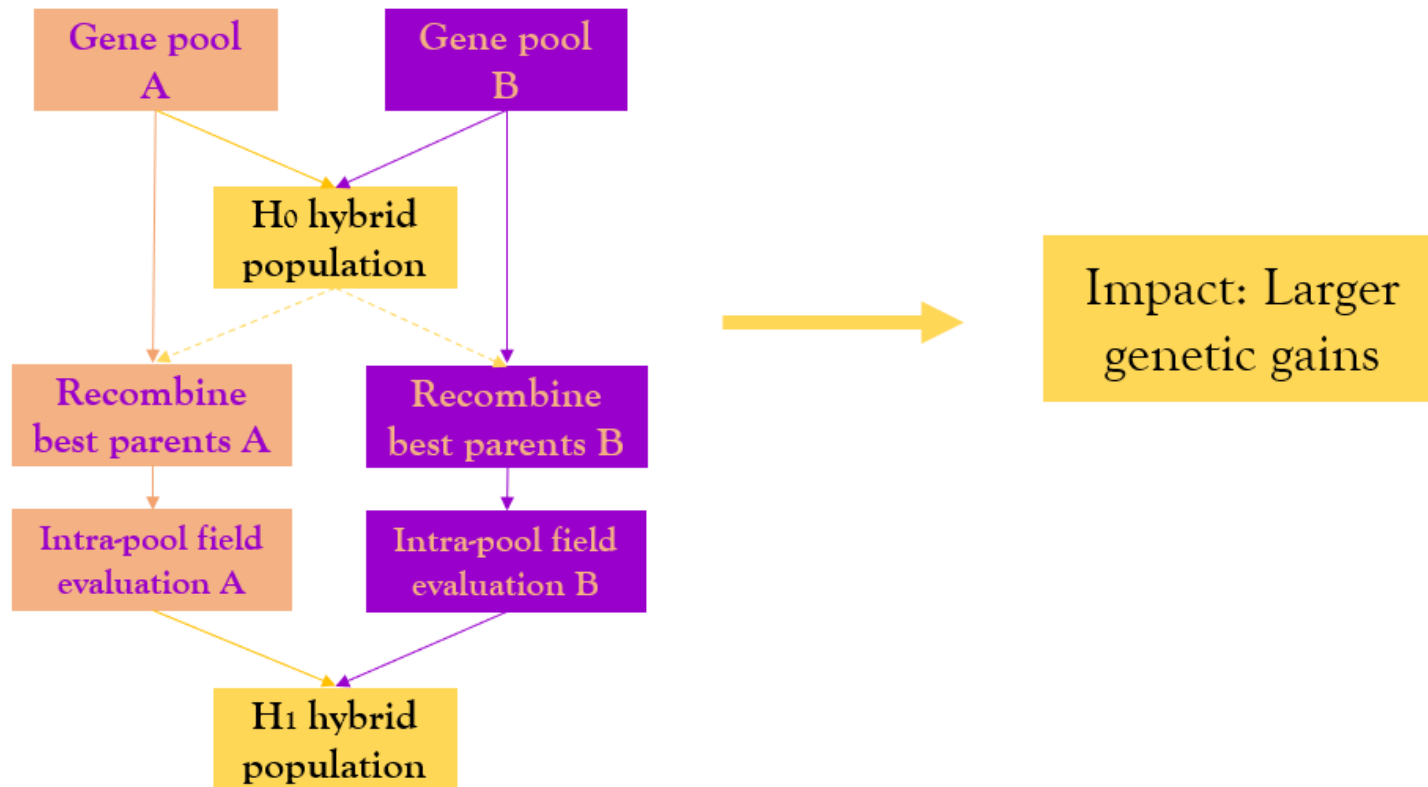 Gene pool
A
Gene pool
B
H0 hybrid
population
Recombine
best parents A
Recombine
best parents B
Intra-pool field
evaluation A
Intra-pool field
evaluation B
H1 hybrid
population
Impact: Larger
genetic gains